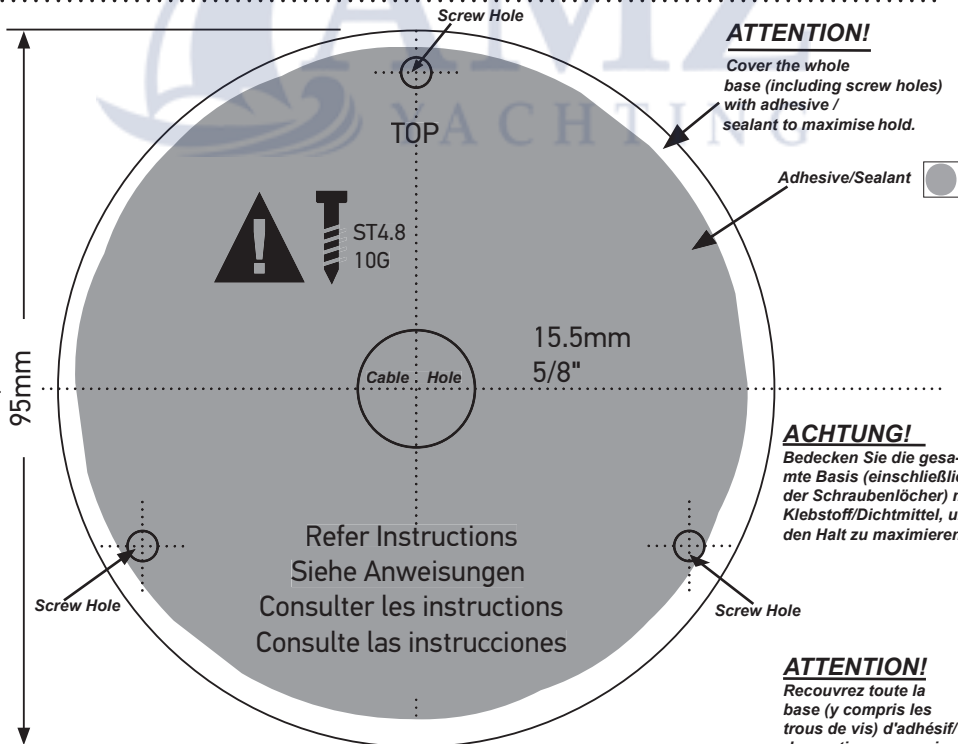 AMZ
YACHTING
Screw Hole
ATTENTION!
Cover the whole
base (including screw holes)
with adhesive /
sealant to maximise hold.
TOP
Adhesive/Sealant
ST4.8
10G
15.5mm
5/8"
Cable Hole
95mm
ACHTUNG!
Bedecken Sie die gesa-
mte Basis (einschließlic
der Schraubenlöcher)
Klebstoff/Dichtmittel,
den Halt zu maximieren
Refer Instructions
Siehe Anweisungen
Consulter les instructions
Consulte las instrucciones
Screw Hole
Screw Hole
ATTENTION!
Recouvrez toute la
base (y compris les
trous de vis) d'adhésif/